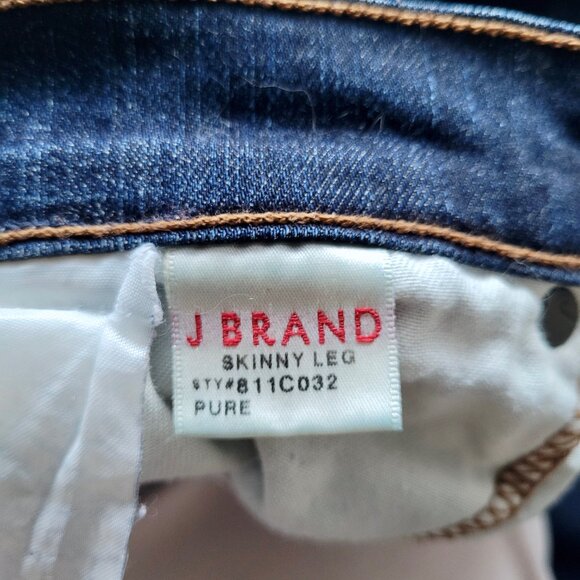 J BRAND
SKINNY LEG
STY#811C032
PURE